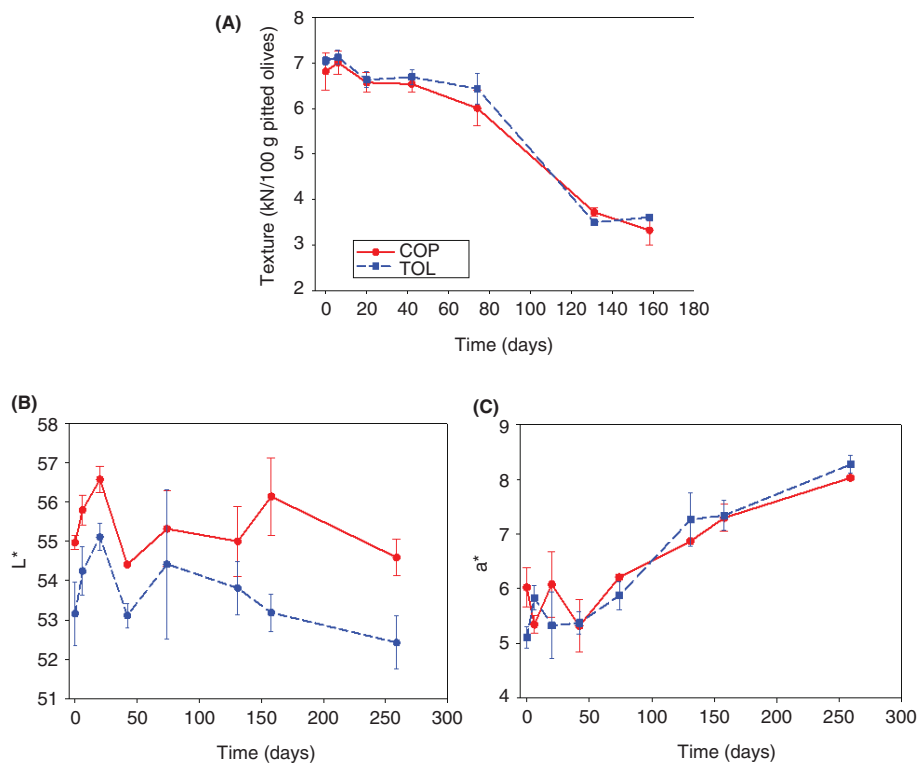 (A)
8
7
6
5
4
3
2
Texture (kN/100 g pitted olives)
COP
TOL
0 20 40 60 80 100 120 140 160 180
Time (days)
(B)
58
57
56
55
54
53
52
51
L*
0 50 100 150 200 250 300
Time (days)
(C)
9
8
7
6
5
4
a*
0 50 100 150 200 250 300
Time (days)